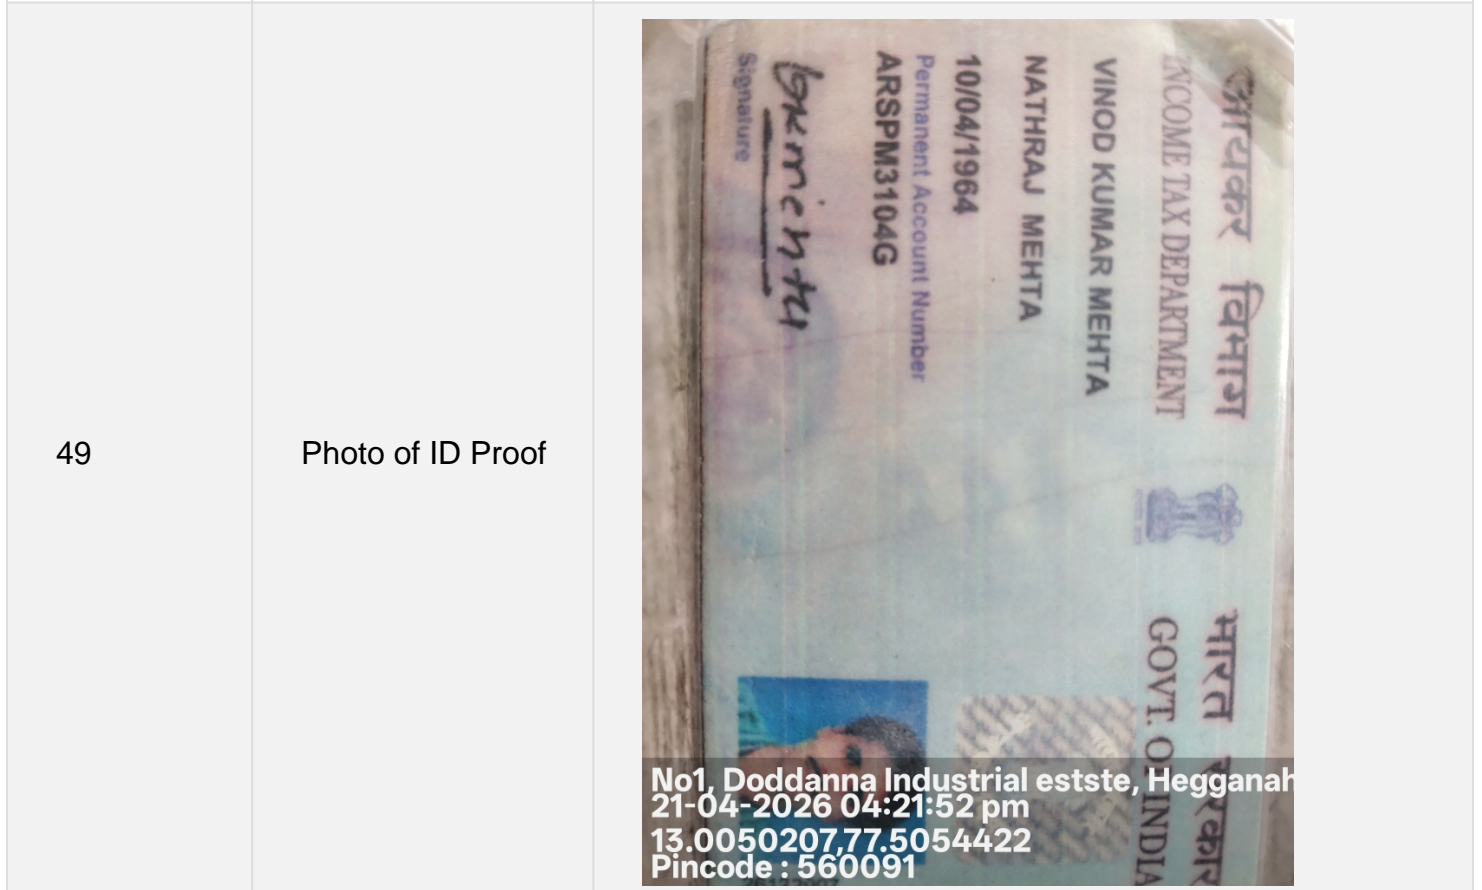 49
Photo of ID Proof
आयकर विभाग
INCOME TAX DEPARTMENT
भारत सरकार
GOVT. OF INDIA
VINOD KUMAR MEHTA
NATHRAJ MEHTA
10/04/1964
Permanent Account Number
ARSPM3104G
Signature
No1, Doddanna Industrial estste, Hegganah
21-04-2026 04:21:52 pm
13.0050207,77.5054422
Pincode : 560091